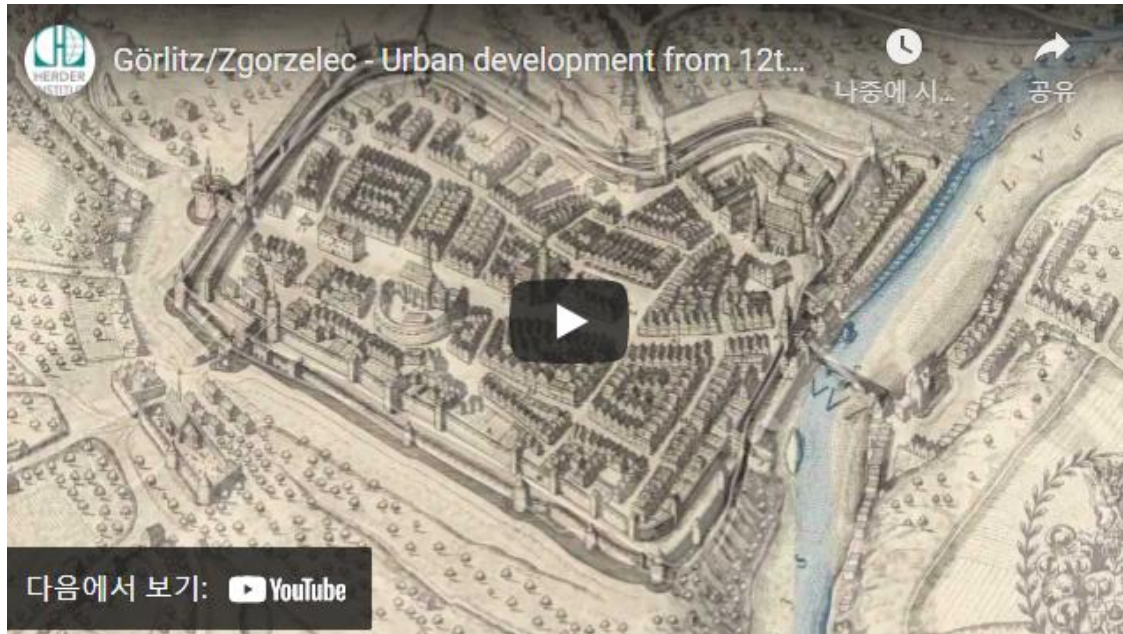 HERDER
INSTITUT
Görlitz/Zgorzelec - Urban development from 12t...
나중에 시...
공유
F L V S
다음에서 보기: YouTube